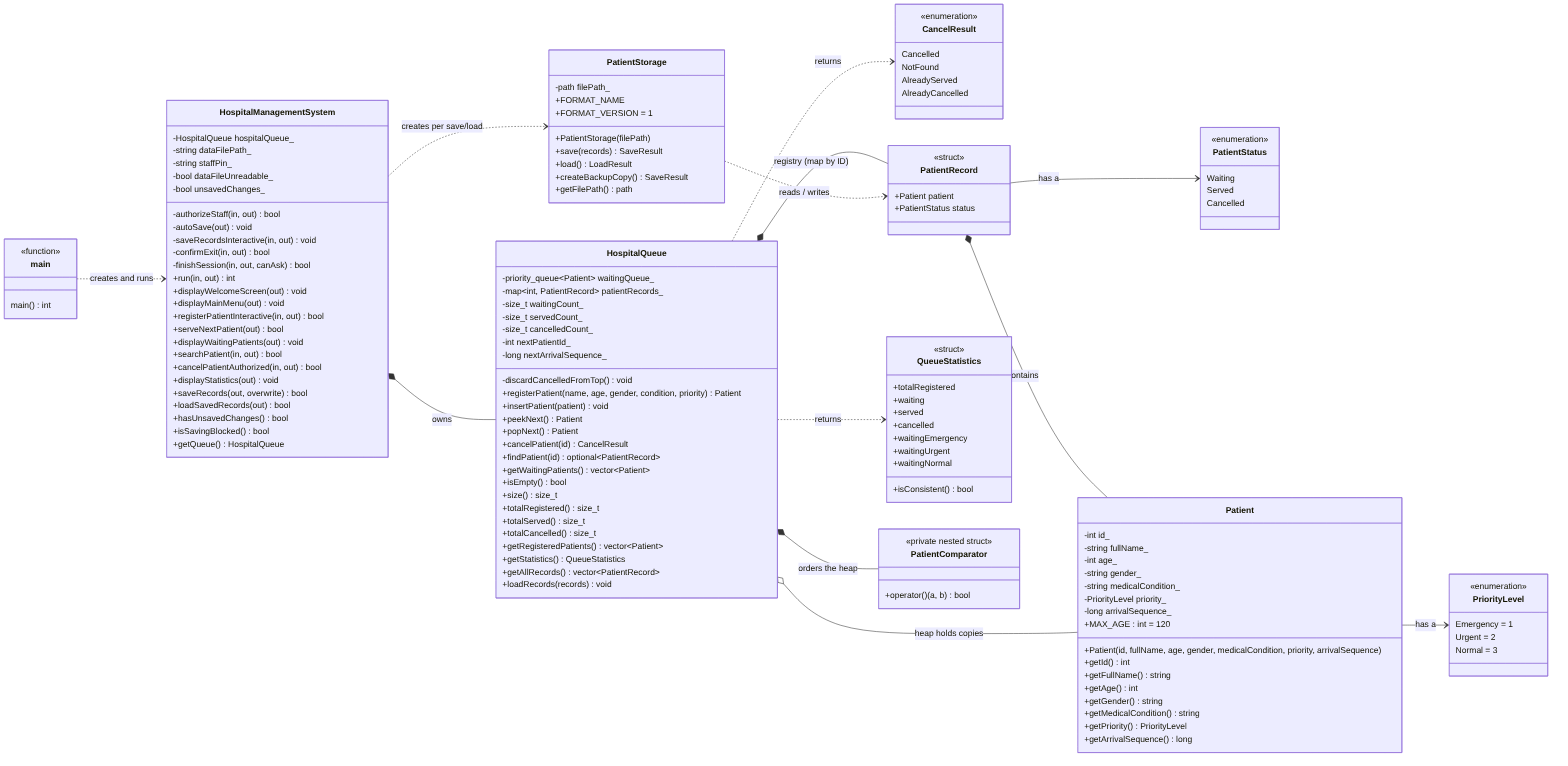 «function»
main
main() : int
creates and runs
HospitalManagementSystem
-HospitalQueue hospitalQueue_
-string dataFilePath_
-string staffPin_
-bool dataFileUnreadable_
-bool unsavedChanges_
-authorizeStaff(in, out) : bool
-autoSave(out) : void
-saveRecordsInteractive(in, out) : void
-confirmExit(in, out) : bool
-finishSession(in, out, canAsk) : bool
+run(in, out) : int
+displayWelcomeScreen(out) : void
+displayMainMenu(out) : void
+registerPatientInteractive(in, out) : bool
+serveNextPatient(out) : bool
+displayWaitingPatients(out) : void
+searchPatient(in, out) : bool
+cancelPatientAuthorized(in, out) : bool
+displayStatistics(out) : void
+saveRecords(out, overwrite) : bool
+loadSavedRecords(out) : bool
+hasUnsavedChanges() : bool
+isSavingBlocked() : bool
+getQueue() : HospitalQueue
creates per save/load
owns
PatientStorage
-path filePath_
+FORMAT_NAME
+FORMAT_VERSION = 1
+PatientStorage(filePath)
+save(records) : SaveResult
+load() : LoadResult
+createBackupCopy() : SaveResult
+getFilePath() : path
HospitalQueue
-priority_queue<Patient> waitingQueue_
-map<int, PatientRecord> patientRecords_
-size_t waitingCount_
-size_t servedCount_
-size_t cancelledCount_
-int nextPatientId_
-long nextArrivalSequence_
-discardCancelledFromTop() : void
+registerPatient(name, age, gender, condition, priority) : Patient
+insertPatient(patient) : void
+peekNext() : Patient
+popNext() : Patient
+cancelPatient(id) : CancelResult
+findPatient(id) : optional<PatientRecord>
+getWaitingPatients() : vector<Patient>
+isEmpty() : bool
+size() : size_t
+totalRegistered() : size_t
+totalServed() : size_t
+totalCancelled() : size_t
+getRegisteredPatients() : vector<Patient>
+getStatistics() : QueueStatistics
+getAllRecords() : vector<PatientRecord>
+loadRecords(records) : void
returns
registry (map by ID)
reads / writes
returns
orders the heap
heap holds copies
«enumeration»
CancelResult
Cancelled
NotFound
AlreadyServed
AlreadyCancelled
«struct»
PatientRecord
+Patient patient
+PatientStatus status
has a
ontains
«struct»
QueueStatistics
+totalRegistered
+waiting
+served
+cancelled
+waitingEmergency
+waitingUrgent
+waitingNormal
+isConsistent() : bool
«private nested struct»
PatientComparator
+operator()(a, b) : bool
«enumeration»
PatientStatus
Waiting
Served
Cancelled
Patient
-int id_
-string fullName_
-int age_
-string gender_
-string medicalCondition_
-PriorityLevel priority_
-long arrivalSequence_
+MAX_AGE : int = 120
+Patient(id, fullName, age, gender, medicalCondition, priority, arrivalSequence)
+getId() : int
+getFullName() : string
+getAge() : int
+getGender() : string
+getMedicalCondition() : string
+getPriority() : PriorityLevel
+getArrivalSequence() : long
has a
«enumeration»
PriorityLevel
Emergency = 1
Urgent = 2
Normal = 3